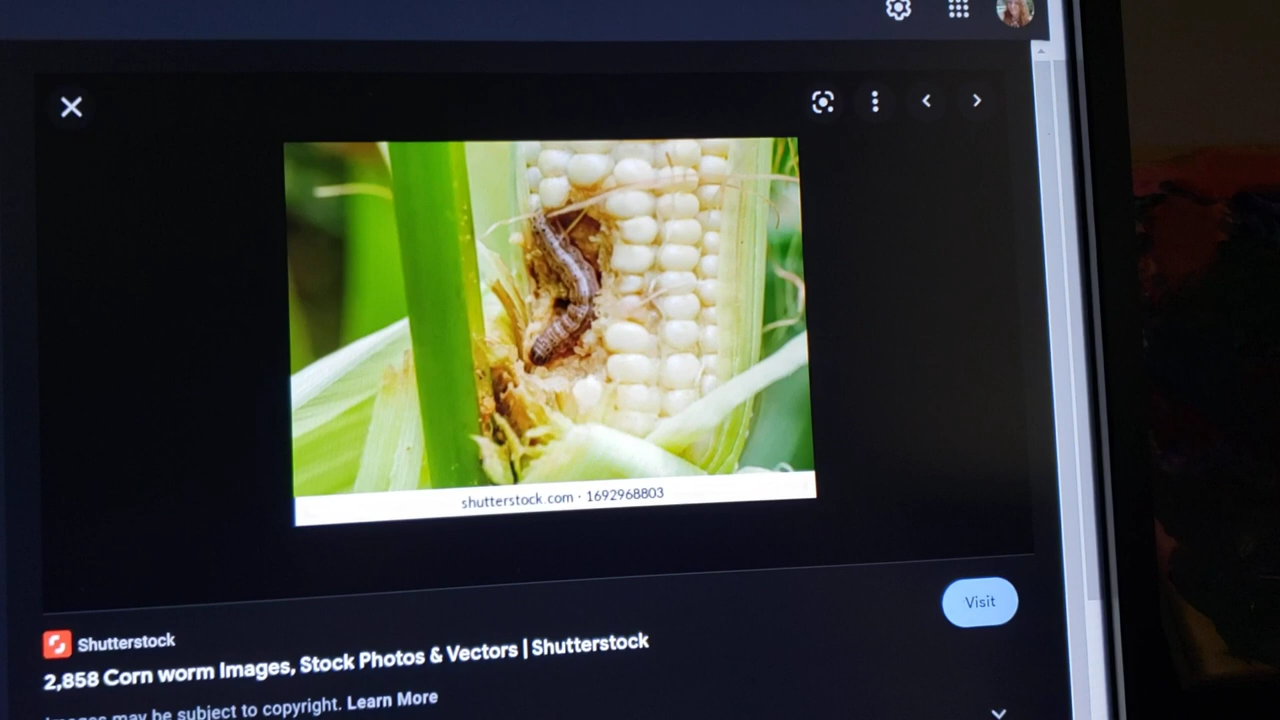 shutterstock.com · 1692968803
Visit
Shutterstock
2,858 Corn worm Images, Stock Photos & Vectors | Shutterstock
Images may be subject to copyright. Learn More